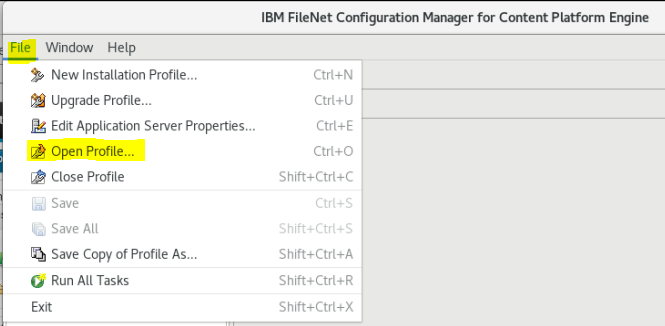 IBM FileNet Configuration Manager for Content Platform Engine
File Window Help
New Installation Profile... Ctrl+N
Upgrade Profile... Ctrl+U
Edit Application Server Properties... Ctrl+E
Open Profile... Ctrl+O
Close Profile Shift+Ctrl+C
Save Ctrl+S
Save All Shift+Ctrl+S
Save Copy of Profile As... Shift+Ctrl+A
Run All Tasks Shift+Ctrl+R
Exit Shift+Ctrl+X